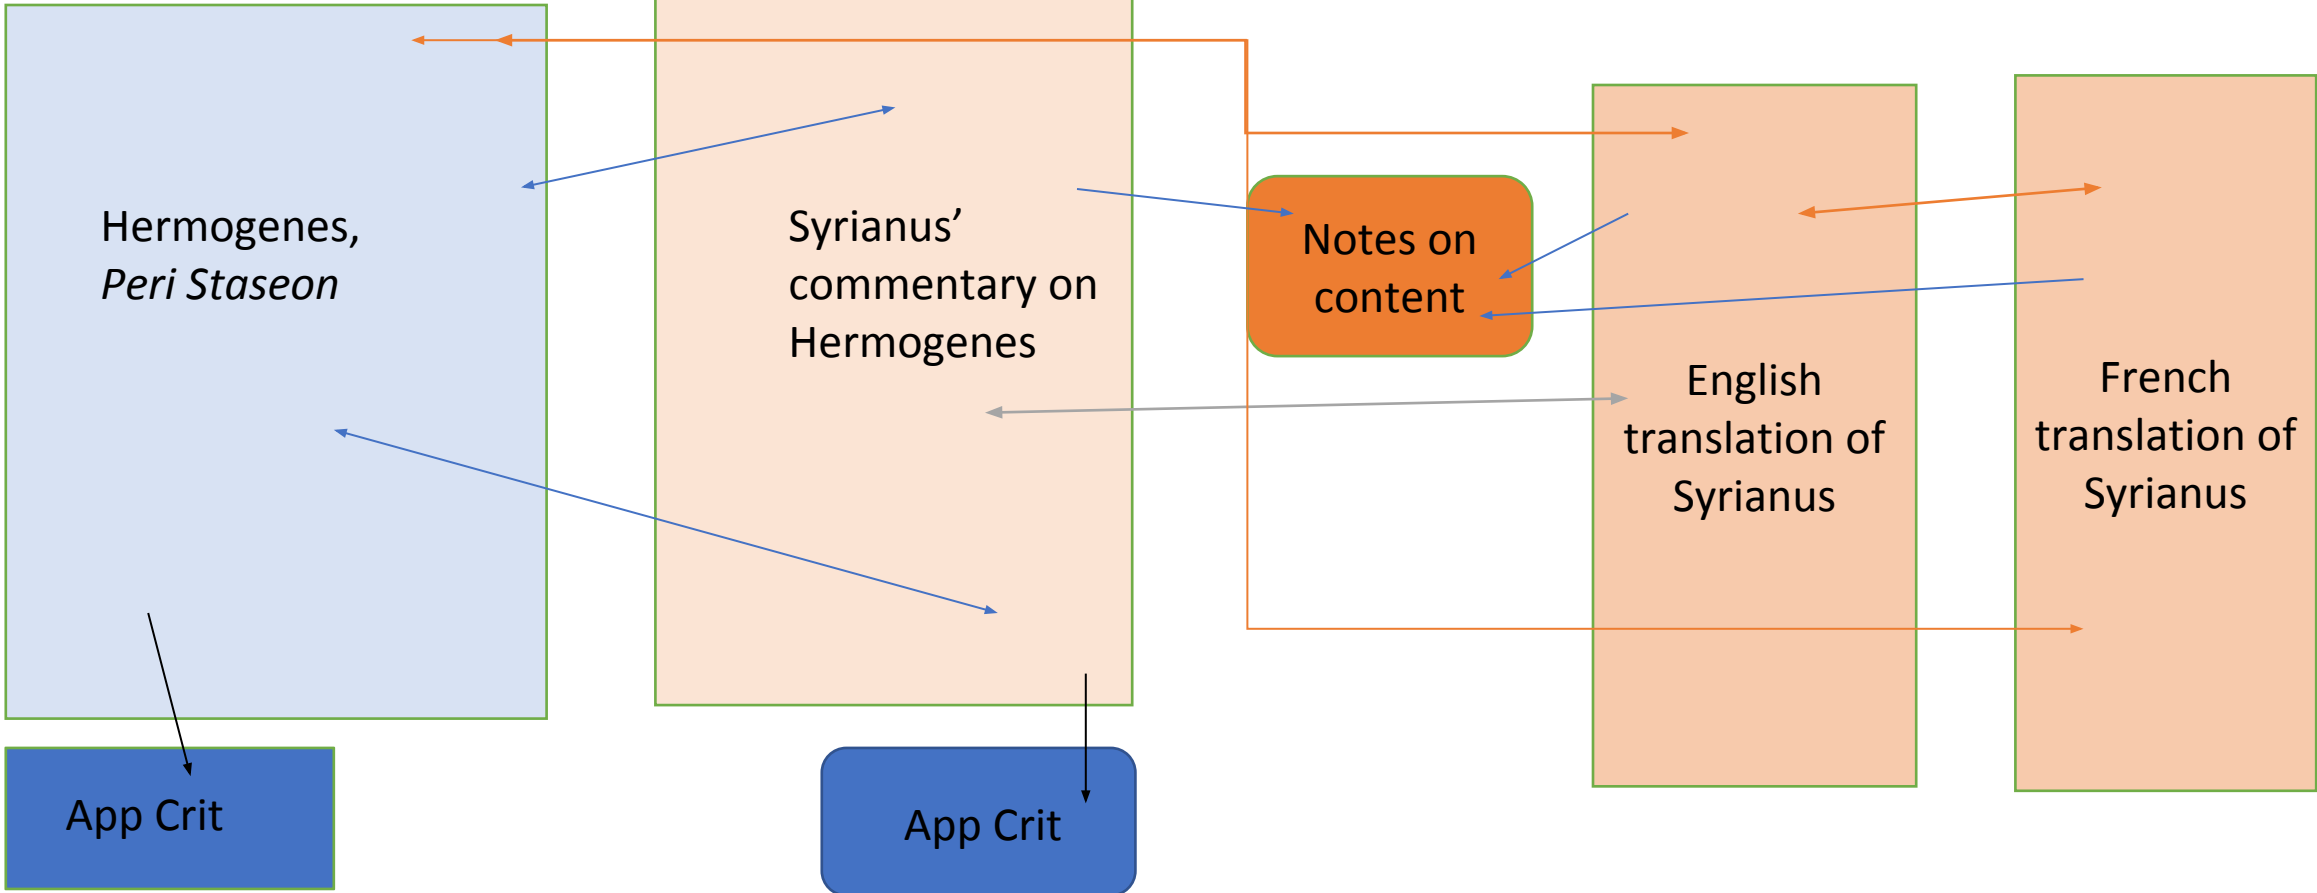 Hermogenes,
Peri Staseon
Syrianus’
commentary on
Hermogenes
Notes on
content
English
translation of
Syrianus
French
translation of
Syrianus
App Crit
App Crit